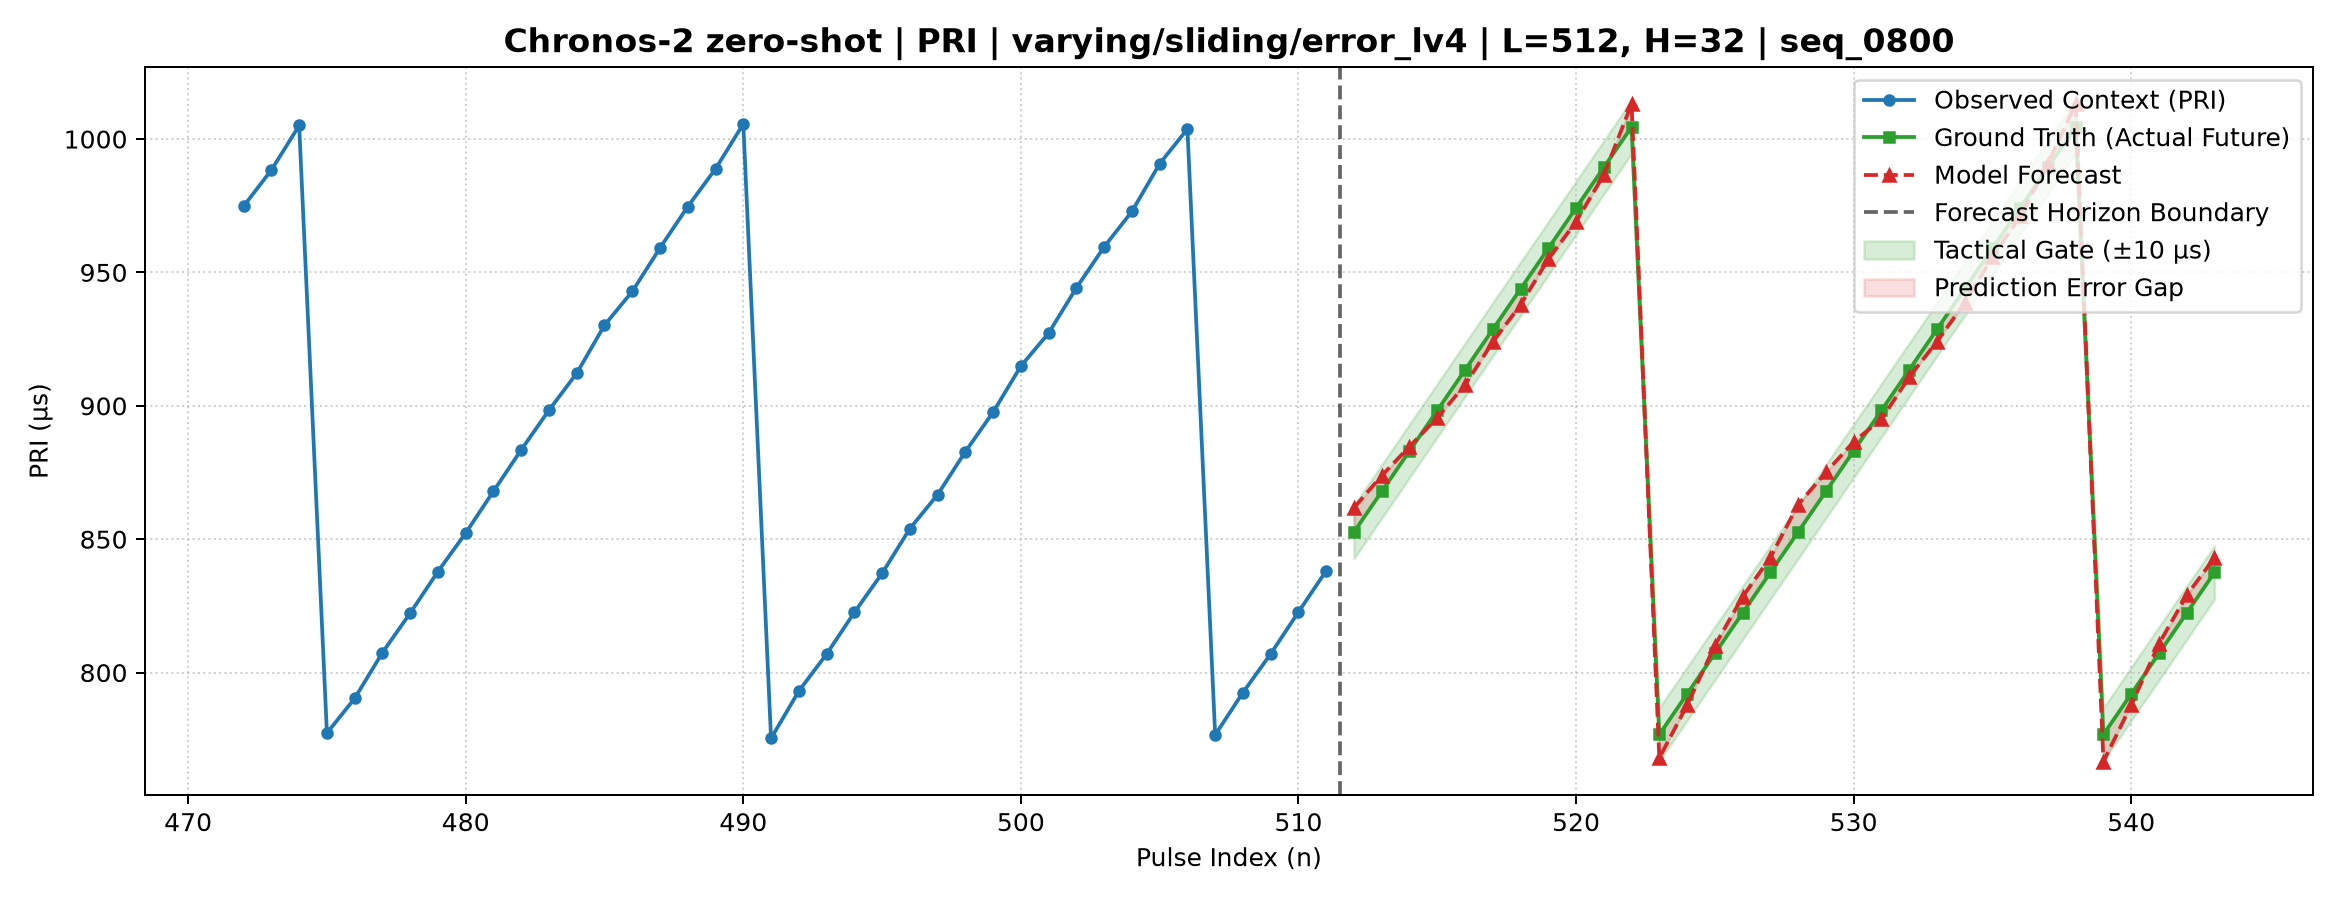 Chronos-2 zero-shot | PRI | varying/sliding/error_lv4 | L=512, H=32 | seq_0800
Observed Context (PRI)
Ground Truth (Actual Future)
Model Forecast
Forecast Horizon Boundary
Tactical Gate (±10 µs)
Prediction Error Gap
PRI (µs)
1000
950
900
850
800
470 480 490 500 510 520 530 540
Pulse Index (n)